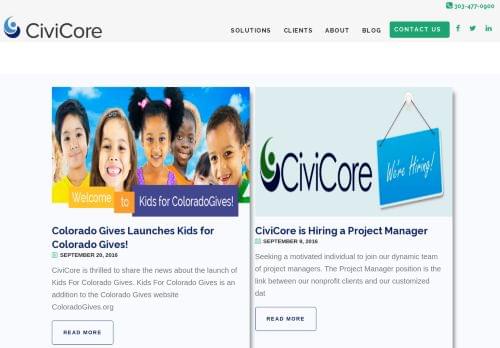 303-477-0900
CiviCore
SOLUTIONS CLIENTS ABOUT BLOG CONTACT US
Welcome to Kids for ColoradoGives!
CiviCore We're Hiring!
Colorado Gives Launches Kids for
Colorado Gives!
SEPTEMBER 20, 2016
CiviCore is thrilled to share the news about the launch
of Kids For Colorado Gives. Kids For Colorado Gives is
an addition to the Colorado Gives website
ColoradoGives.org
READ MORE
CiviCore is Hiring a Project Manager
SEPTEMBER 9, 2016
Seeking a motivated individual to join our dynamic team
of project managers. The Project Manager position is the
link between our nonprofit clients and our customized
dat
READ MORE